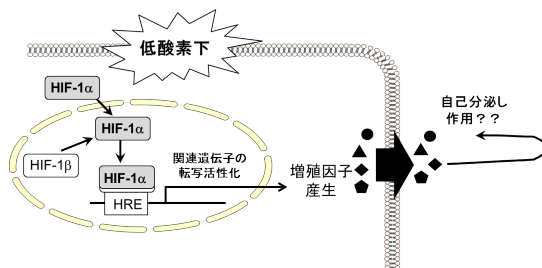 低酸素下
自己分泌し
作用??
HIF-1α
HIF-1α
HIF-1β
関連遺伝子の
転写活性化
HIF-1α
増殖因子
産生
HRE